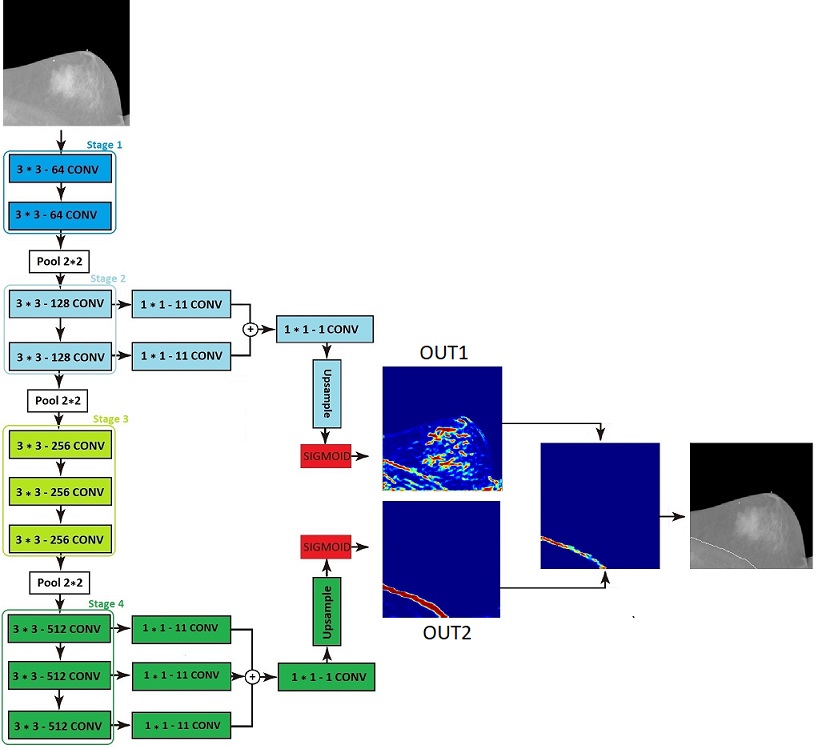 Stage 1
3 * 3 - 64 CONV
3 * 3 - 64 CONV
Pool 2*2
Stage 2
3 * 3 - 128 CONV
1 * 1 - 11 CONV
+
1 * 1 - 1 CONV
3 * 3 - 128 CONV
1 * 1 - 11 CONV
Upsample
SIGMOID
OUT1
Pool 2*2
Stage 3
3 * 3 - 256 CONV
3 * 3 - 256 CONV
3 * 3 - 256 CONV
Pool 2*2
SIGMOID
Upsample
OUT2
Stage 4
3 * 3 - 512 CONV
1 * 1 - 11 CONV
3 * 3 - 512 CONV
1 * 1 - 11 CONV
+
1 * 1 - 1 CONV
3 * 3 - 512 CONV
1 * 1 - 11 CONV